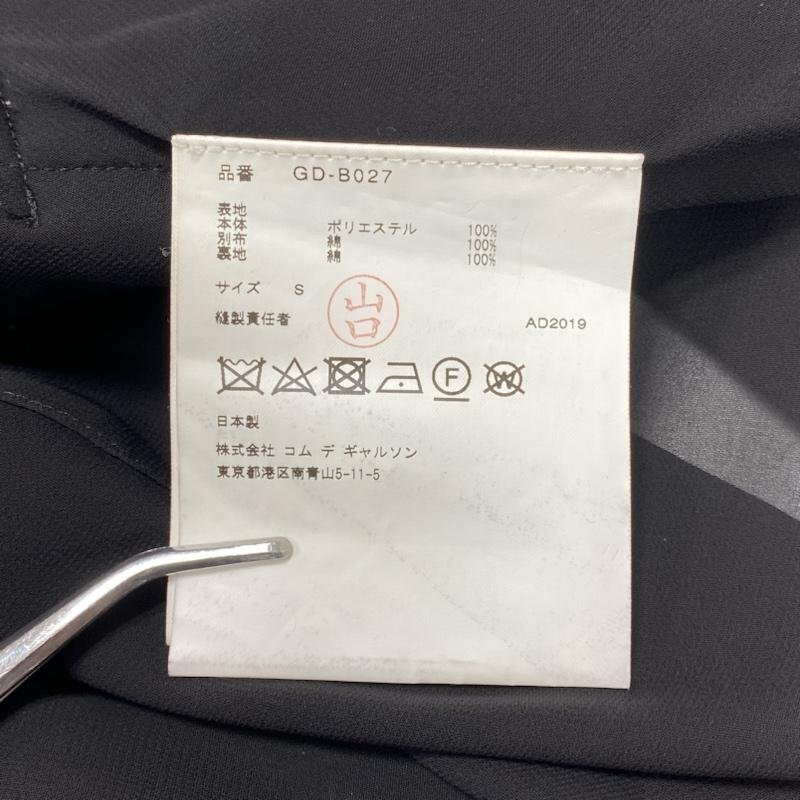 品番 GD-B027
表地
本体 ポリエステル 100%
別布 綿 100%
裏地 綿 100%
サイズ S
山口
縫製責任者 AD2019
F W
日本製
株式会社 コム デ ギャルソン
東京都港区南青山5-11-5